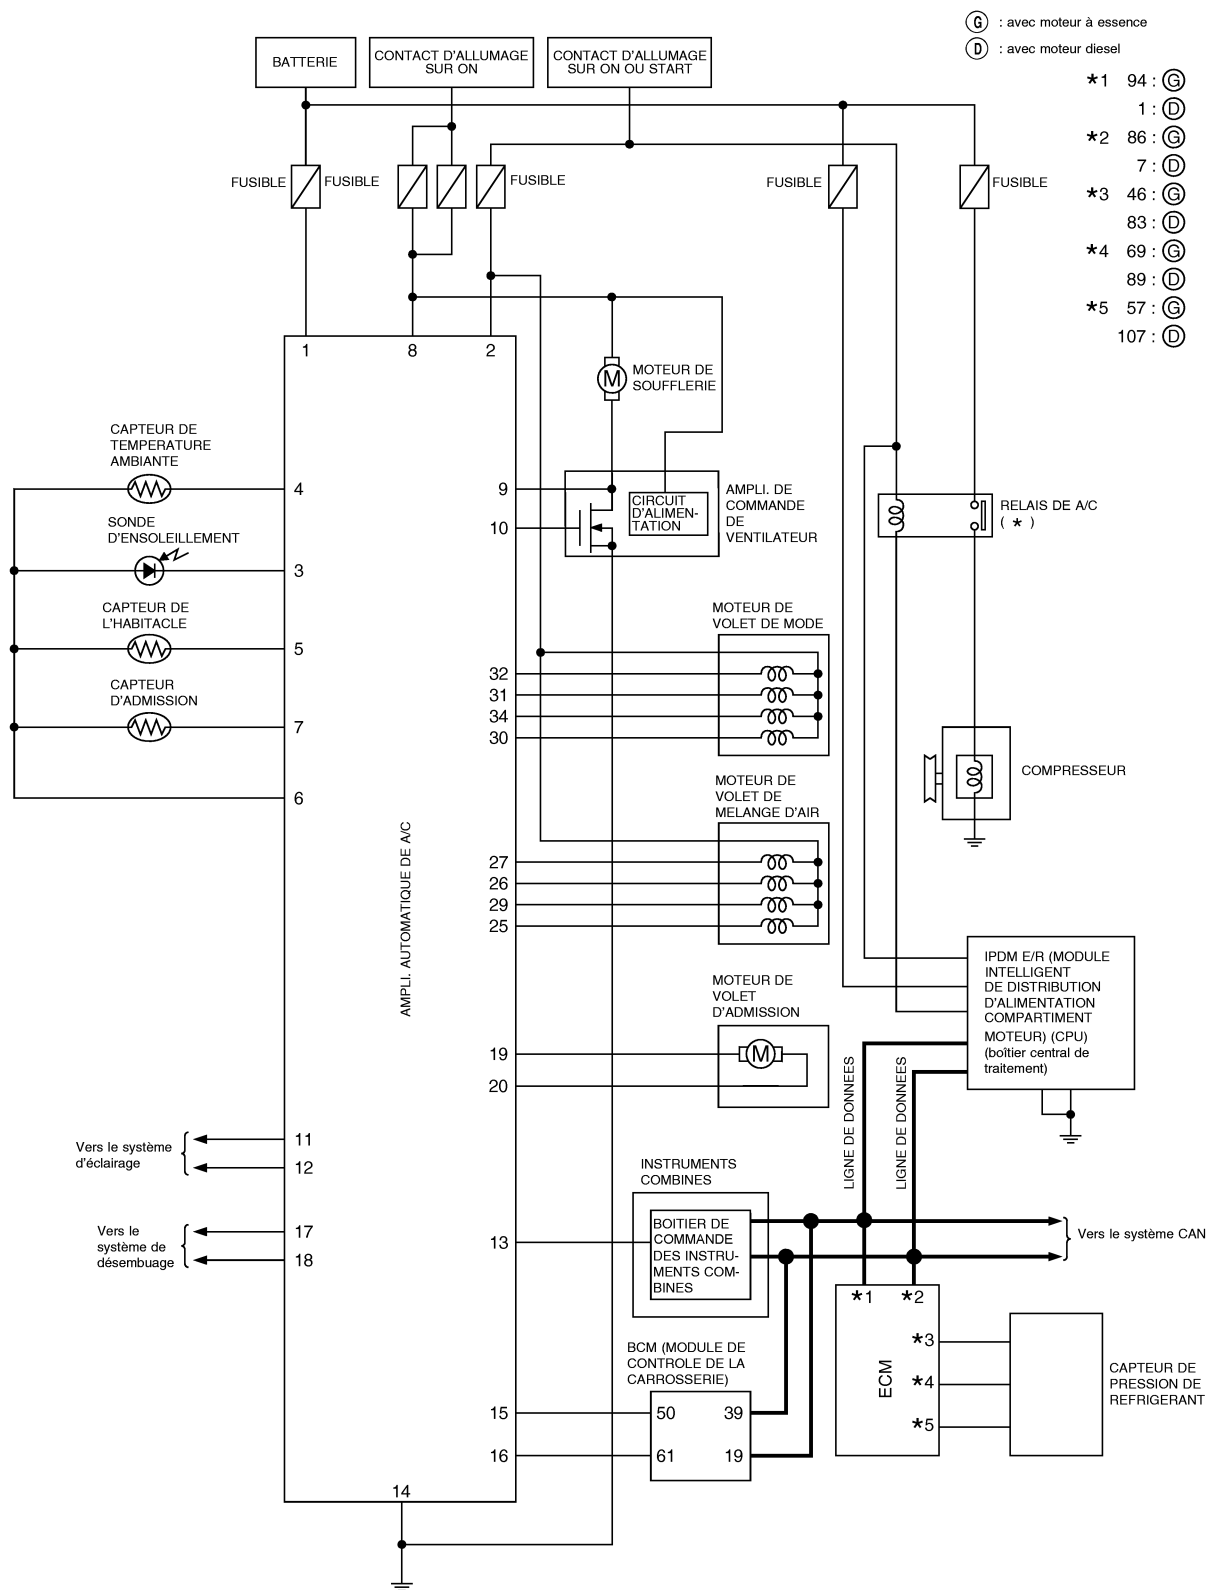 G : avec moteur à essence
D : avec moteur diesel
*1 94 : G
1 : D
*2 86 : G
7 : D
*3 46 : G
83 : D
*4 69 : G
89 : D
*5 57 : G
107 : D
BATTERIE
CONTACT D'ALLUMAGE
SUR ON
CONTACT D'ALLUMAGE
SUR ON OU START
FUSIBLE
FUSIBLE
FUSIBLE
FUSIBLE
FUSIBLE
1
8
2
MOTEUR DE
SOUFFLERIE
M
CAPTEUR DE
TEMPERATURE
AMBIANTE
4
SONDE
D'ENSOLEILLEMENT
3
CAPTEUR DE
L'HABITACLE
5
CAPTEUR
D'ADMISSION
7
6
9
10
CIRCUIT
D'ALIMEN-
TATION
AMPLI. DE
COMMANDE
DE
VENTILATEUR
RELAIS DE A/C
( * )
MOTEUR DE
VOLET DE MODE
32
31
34
30
COMPRESSEUR
MOTEUR DE
VOLET DE
MELANGE D'AIR
27
26
29
25
AMPLI. AUTOMATIQUE DE A/C
IPDM E/R (MODULE
INTELLIGENT
DE DISTRIBUTION
D'ALIMENTATION
COMPARTIMENT
MOTEUR) (CPU)
(boîtier central de
traitement)
MOTEUR DE
VOLET
D'ADMISSION
M
19
20
LIGNE DE DONNEES
LIGNE DE DONNEES
Vers le système
d'éclairage
11
12
Vers le
système de
désembuage
17
18
INSTRUMENTS
COMBINES
13
BOITIER DE
COMMANDE
DES INSTRU-
MENTS COM-
BINES
Vers le système CAN
*1 *2
*3
*4
*5
ECM
CAPTEUR DE
PRESSION DE
REFRIGERANT
BCM (MODULE DE
CONTROLE DE LA
CARROSSERIE)
15
50 39
16
61 19
14